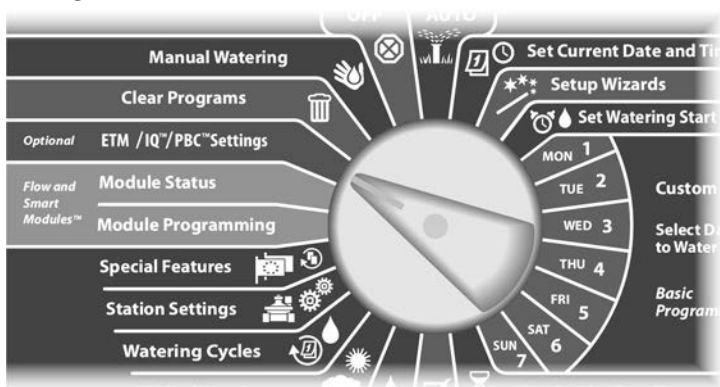 OFF
AUTO
Manual Watering
Clear Programs
Optional
ETM / IQ™/PBC™Settings
Flow and
Smart
Modules™
Module Status
Module Programming
Special Features
Station Settings
Watering Cycles
1
Set Current Date and
Setup Wizards
Set Watering Start
MON 1
TUE 2
WED 3
THU 4
FRI 5
SAT 6
SUN 7
Custom
Select
to Water
Basic
1